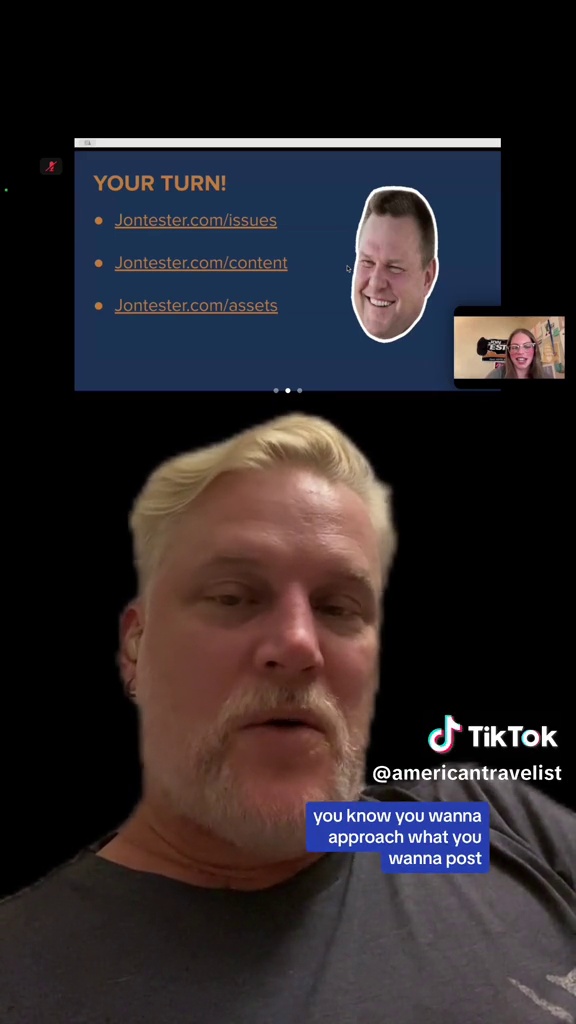 YOUR TURN!
Jontester.com/issues
Jontester.com/content
Jontester.com/assets
TikTok
@americantravelist
you know you wanna
approach what you
wanna post